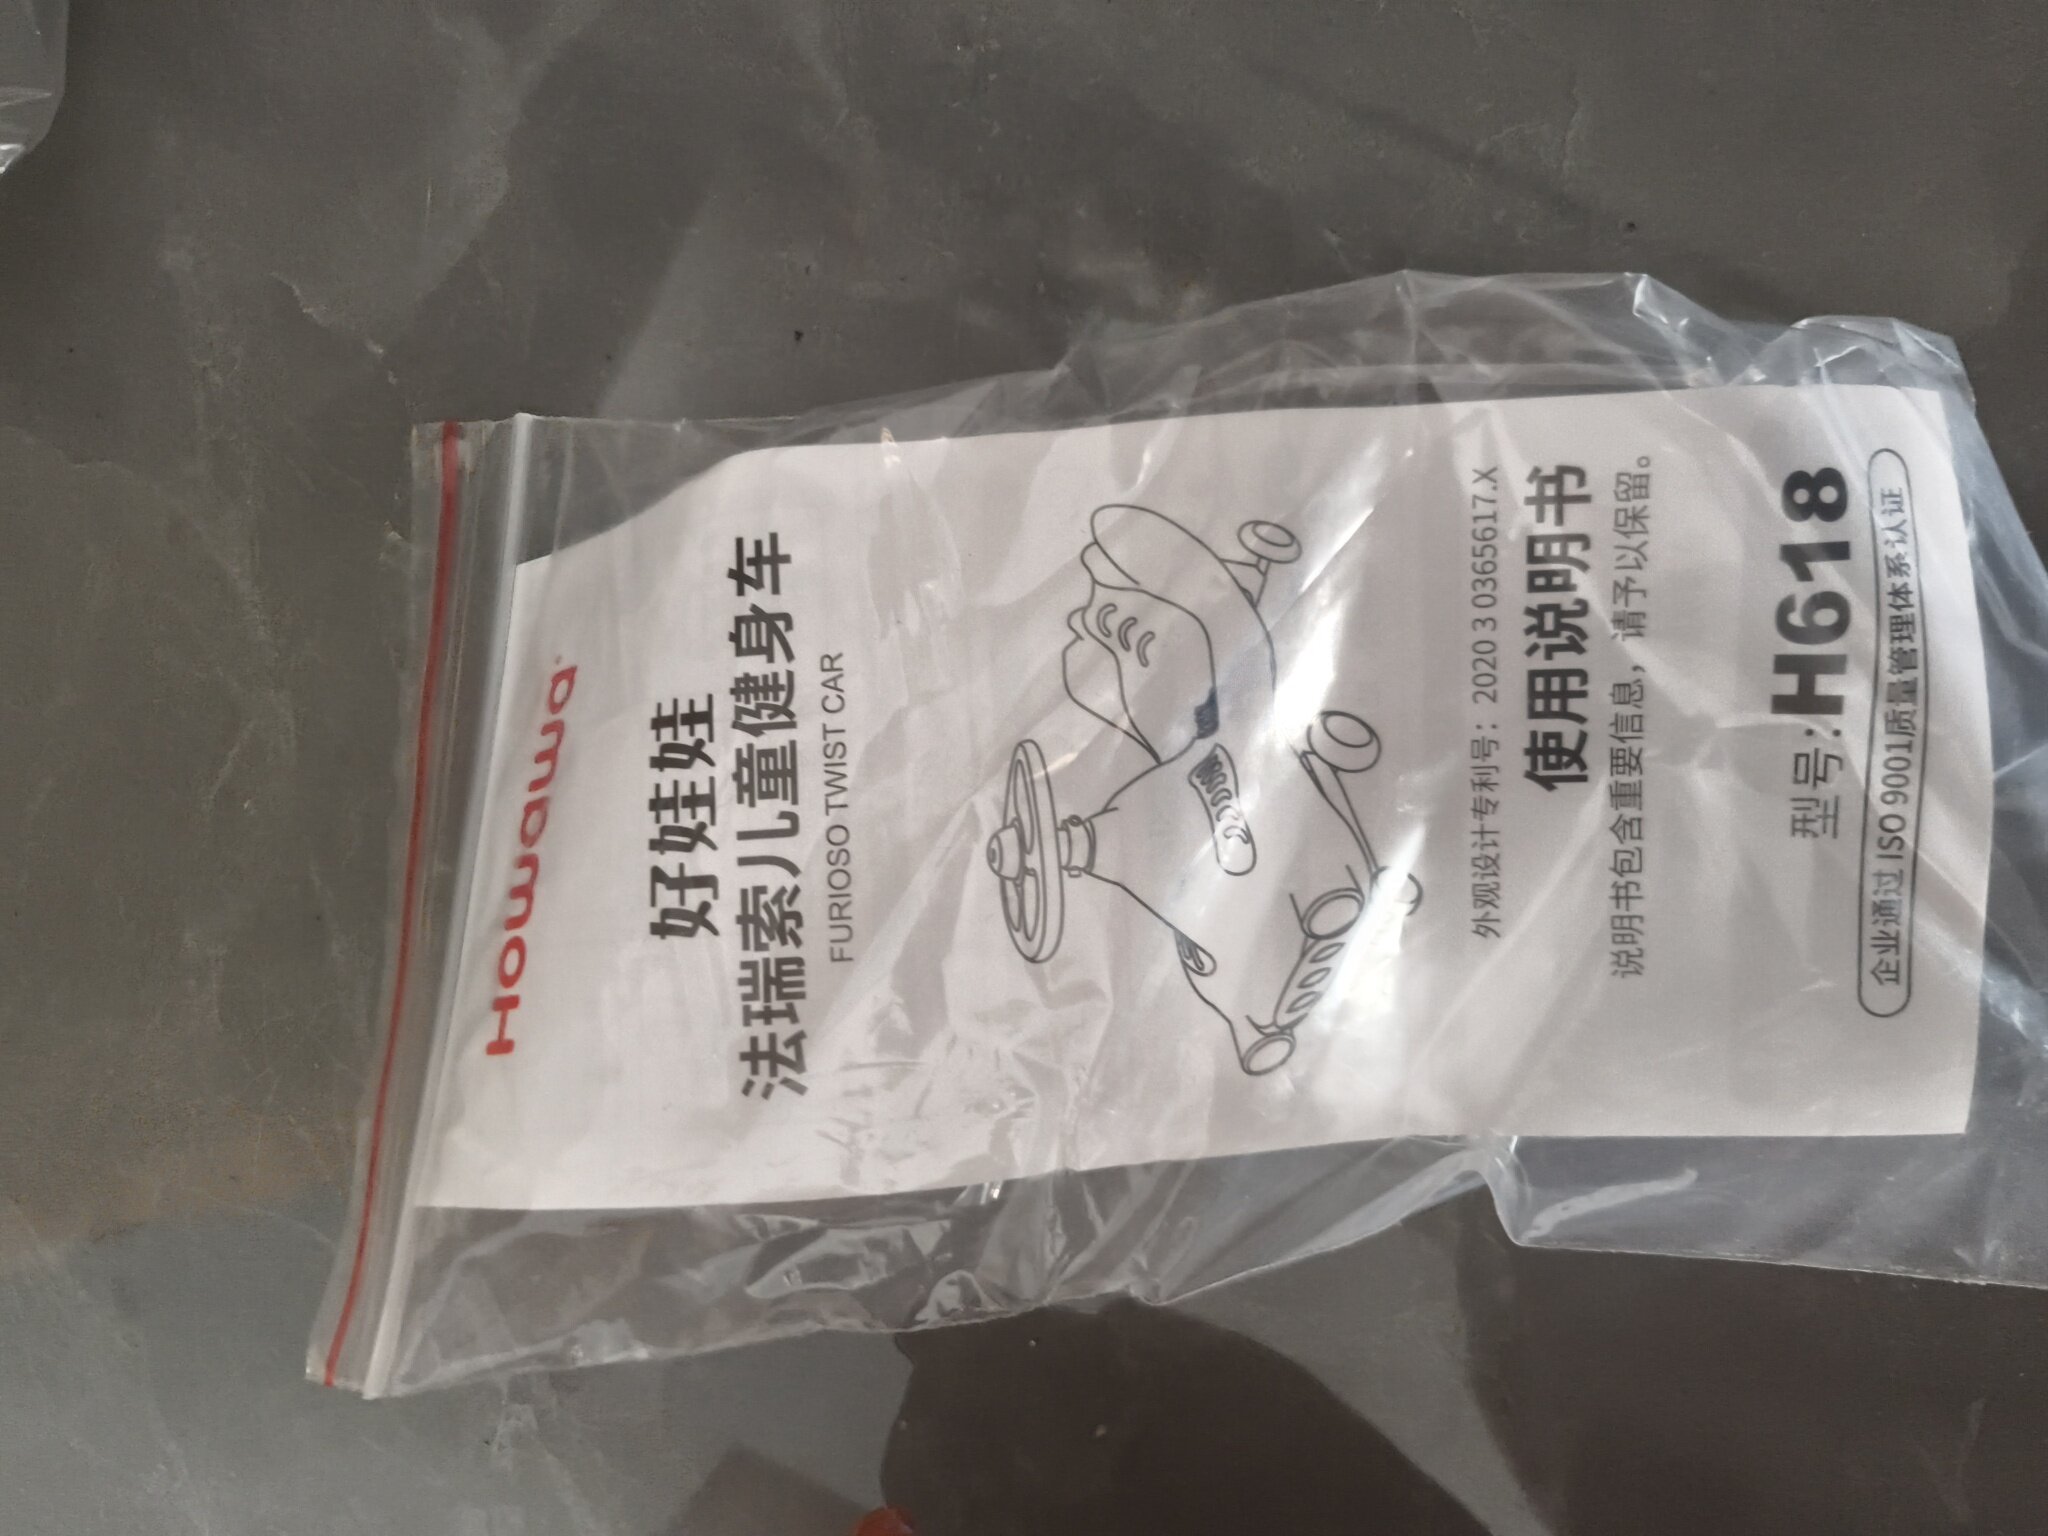 Howawa
好娃娃
法瑞索儿童健身车
FURIOSO TWIST CAR
外观设计专利号：2020 3 0365617.X
使用说明书
说明书包含重要信息，请予以保留。
型号：H618
企业通过 ISO 9001质量管理体系认证